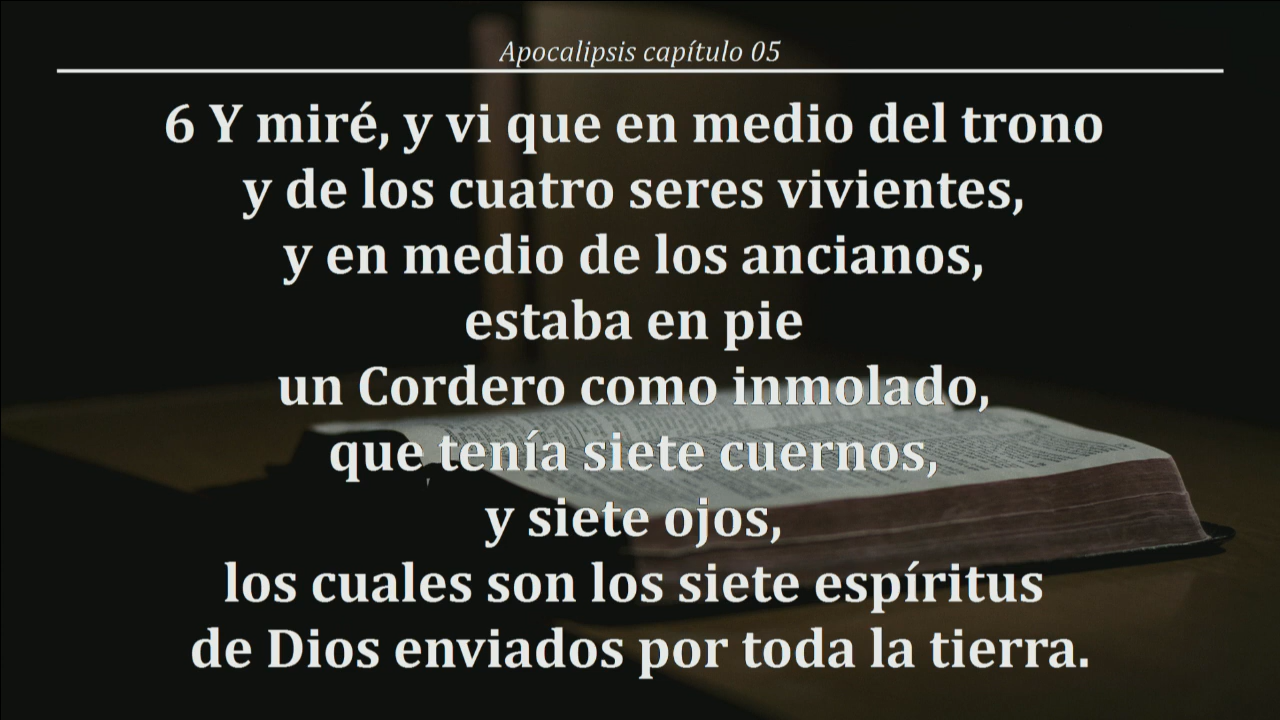 Apocalipsis capítulo 05
6 Y miré, y vi que en medio del trono
y de los cuatro seres vivientes,
y en medio de los ancianos,
estaba en pie
un Cordero como inmolado,
que tenía siete cuernos,
y siete ojos,
los cuales son los siete espíritus
de Dios enviados por toda la tierra.